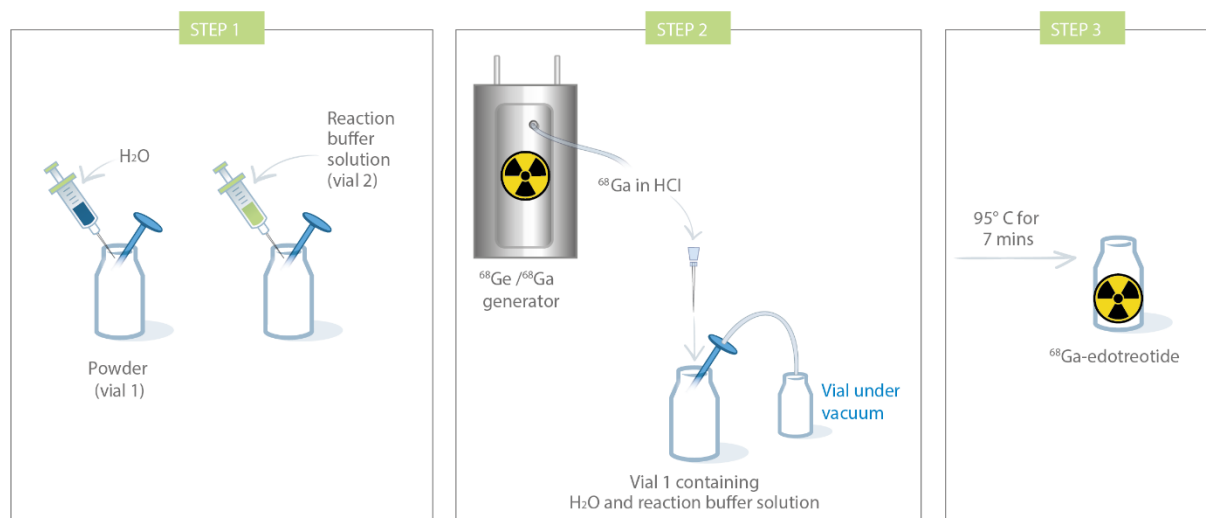 STEP 1
H₂O
Reaction
buffer
solution
(vial 2)
Powder
(vial 1)
STEP 2
⁶⁸Ga in HCl
⁶⁸Ge /⁶⁸Ga
generator
Vial under
vacuum
Vial 1 containing
H₂O and reaction buffer solution
STEP 3
95° C for
7 mins
⁶⁸Ga-edotreotide